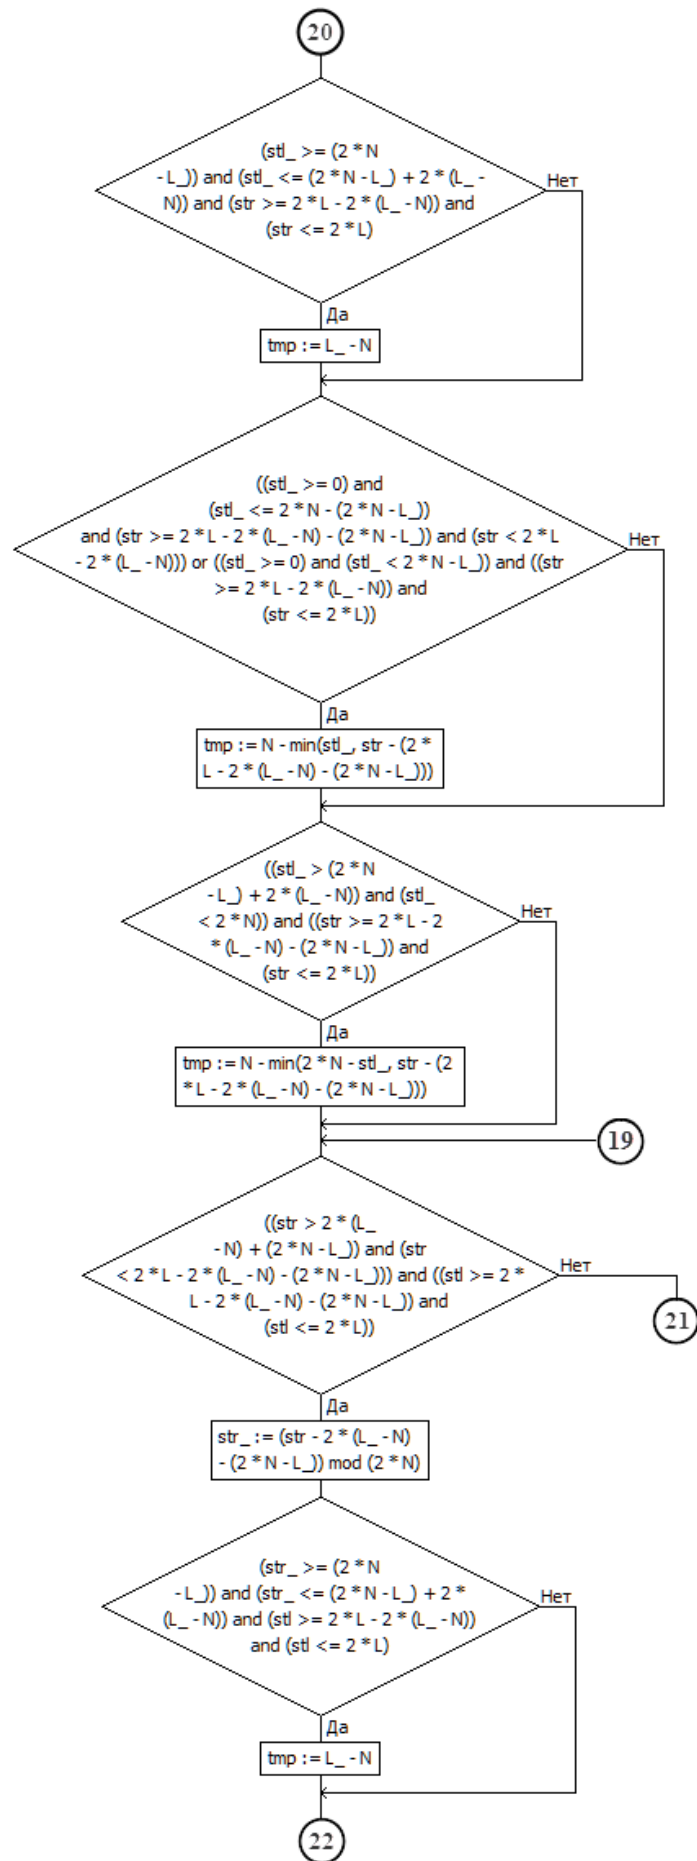 20
(stl_ >= (2 * N
- L_)) and (stl_ <= (2 * N - L_) + 2 * (L_ -
N)) and (str >= 2 * L - 2 * (L_ - N)) and
(str <= 2 * L)
Нет
Да
tmp := L_ - N
((stl_ >= 0) and
(stl_ <= 2 * N - (2 * N - L_))
and (str >= 2 * L - 2 * (L_ - N) - (2 * N - L_)) and (str < 2 * L
- 2 * (L_ - N))) or ((stl_ >= 0) and (stl_ < 2 * N - L_)) and ((str
>= 2 * L - 2 * (L_ - N)) and
(str <= 2 * L))
Нет
Да
tmp := N - min(stl_, str - (2 *
L - 2 * (L_ - N) - (2 * N - L_)))
((stl_ > (2 * N
- L_) + 2 * (L_ - N)) and (stl_
< 2 * N)) and ((str >= 2 * L - 2
* (L_ - N) - (2 * N - L_)) and
(str <= 2 * L))
Нет
Да
tmp := N - min(2 * N - stl_, str - (2
* L - 2 * (L_ - N) - (2 * N - L_)))
19
((str > 2 * (L_
- N) + (2 * N - L_)) and (str
< 2 * L - 2 * (L_ - N) - (2 * N - L_))) and ((stl >= 2 *
L - 2 * (L_ - N) - (2 * N - L_)) and
(stl <= 2 * L))
Нет
21
Да
str_ := (str - 2 * (L_ - N)
- (2 * N - L_)) mod (2 * N)
(str_ >= (2 * N
- L_)) and (str_ <= (2 * N - L_) + 2 *
(L_ - N)) and (stl >= 2 * L - 2 * (L_ - N))
and (stl <= 2 * L)
Нет
Да
tmp := L_ - N
22